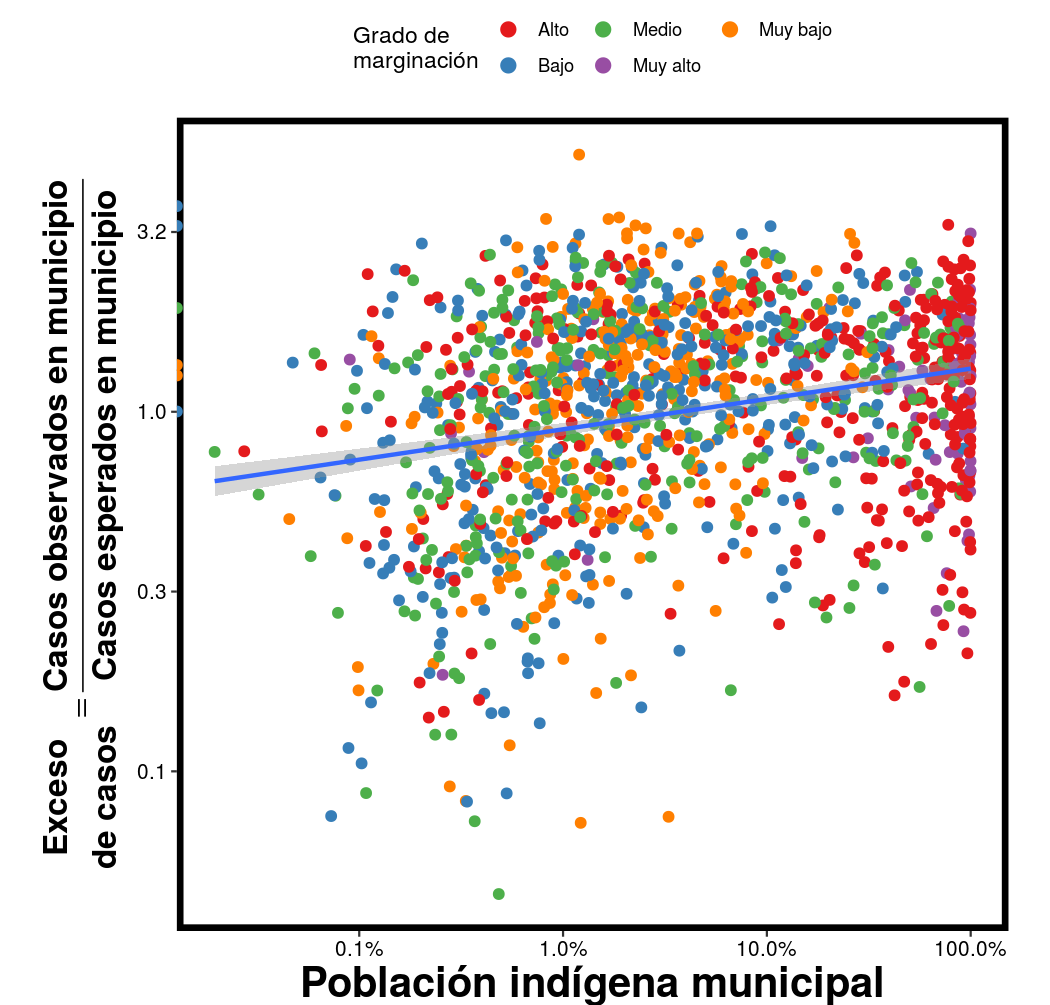 Grado de
marginación
Alto
Medio
Muy bajo
Bajo
Muy alto
Exceso
de casos
=
Casos observados en municipio
Casos esperados en municipio
3.2
1.0
0.3
0.1
0.1%
1.0%
10.0%
100.0%
Población indígena municipal